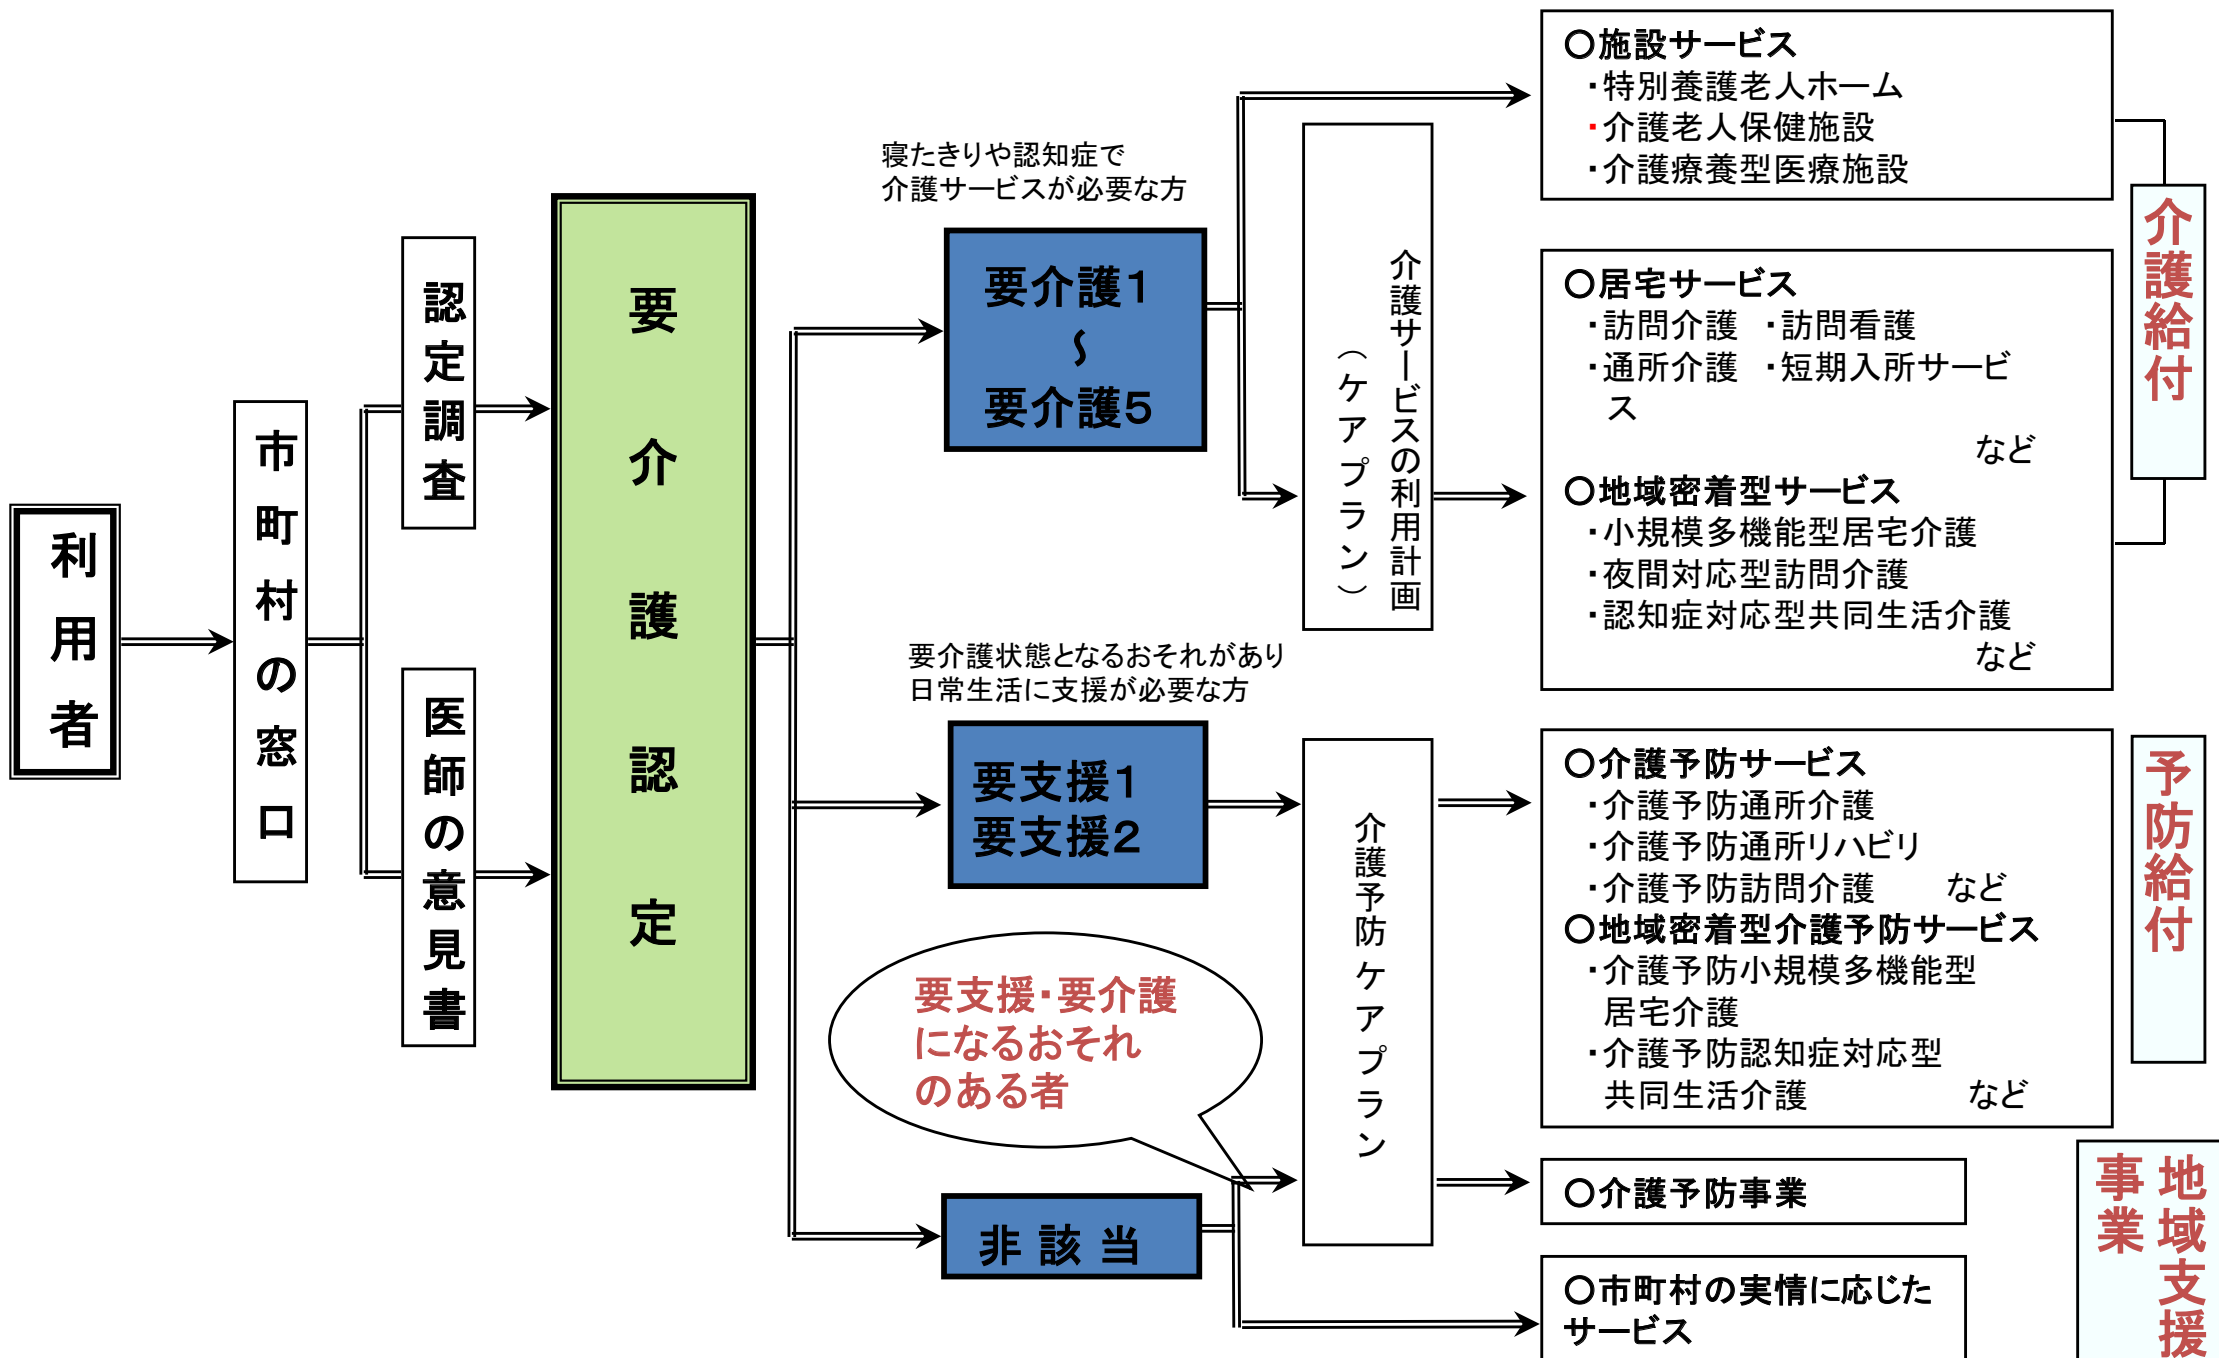 利用者
市町村の窓口
認定調査
医師の意見書
要介護認定
寝たきりや認知症で
介護サービスが必要な方
要介護1
～
要介護5
要介護状態となるおそれがあり
日常生活に支援が必要な方
要支援1
要支援2
要支援・要介護
になるおそれ
のある者
非該当
介護サービスの利用計画
（ケアプラン）
介護予防ケアプラン
○施設サービス
・特別養護老人ホーム
・介護老人保健施設
・介護療養型医療施設
○居宅サービス
・訪問介護 ・訪問看護
・通所介護 ・短期入所サービ
ス
など
○地域密着型サービス
・小規模多機能型居宅介護
・夜間対応型訪問介護
・認知症対応型共同生活介護
など
○介護予防サービス
・介護予防通所介護
・介護予防通所リハビリ
・介護予防訪問介護 など
○地域密着型介護予防サービス
・介護予防小規模多機能型
居宅介護
・介護予防認知症対応型
共同生活介護 など
○介護予防事業
○市町村の実情に応じた
サービス
介護給付
予防給付
地域支援
事業